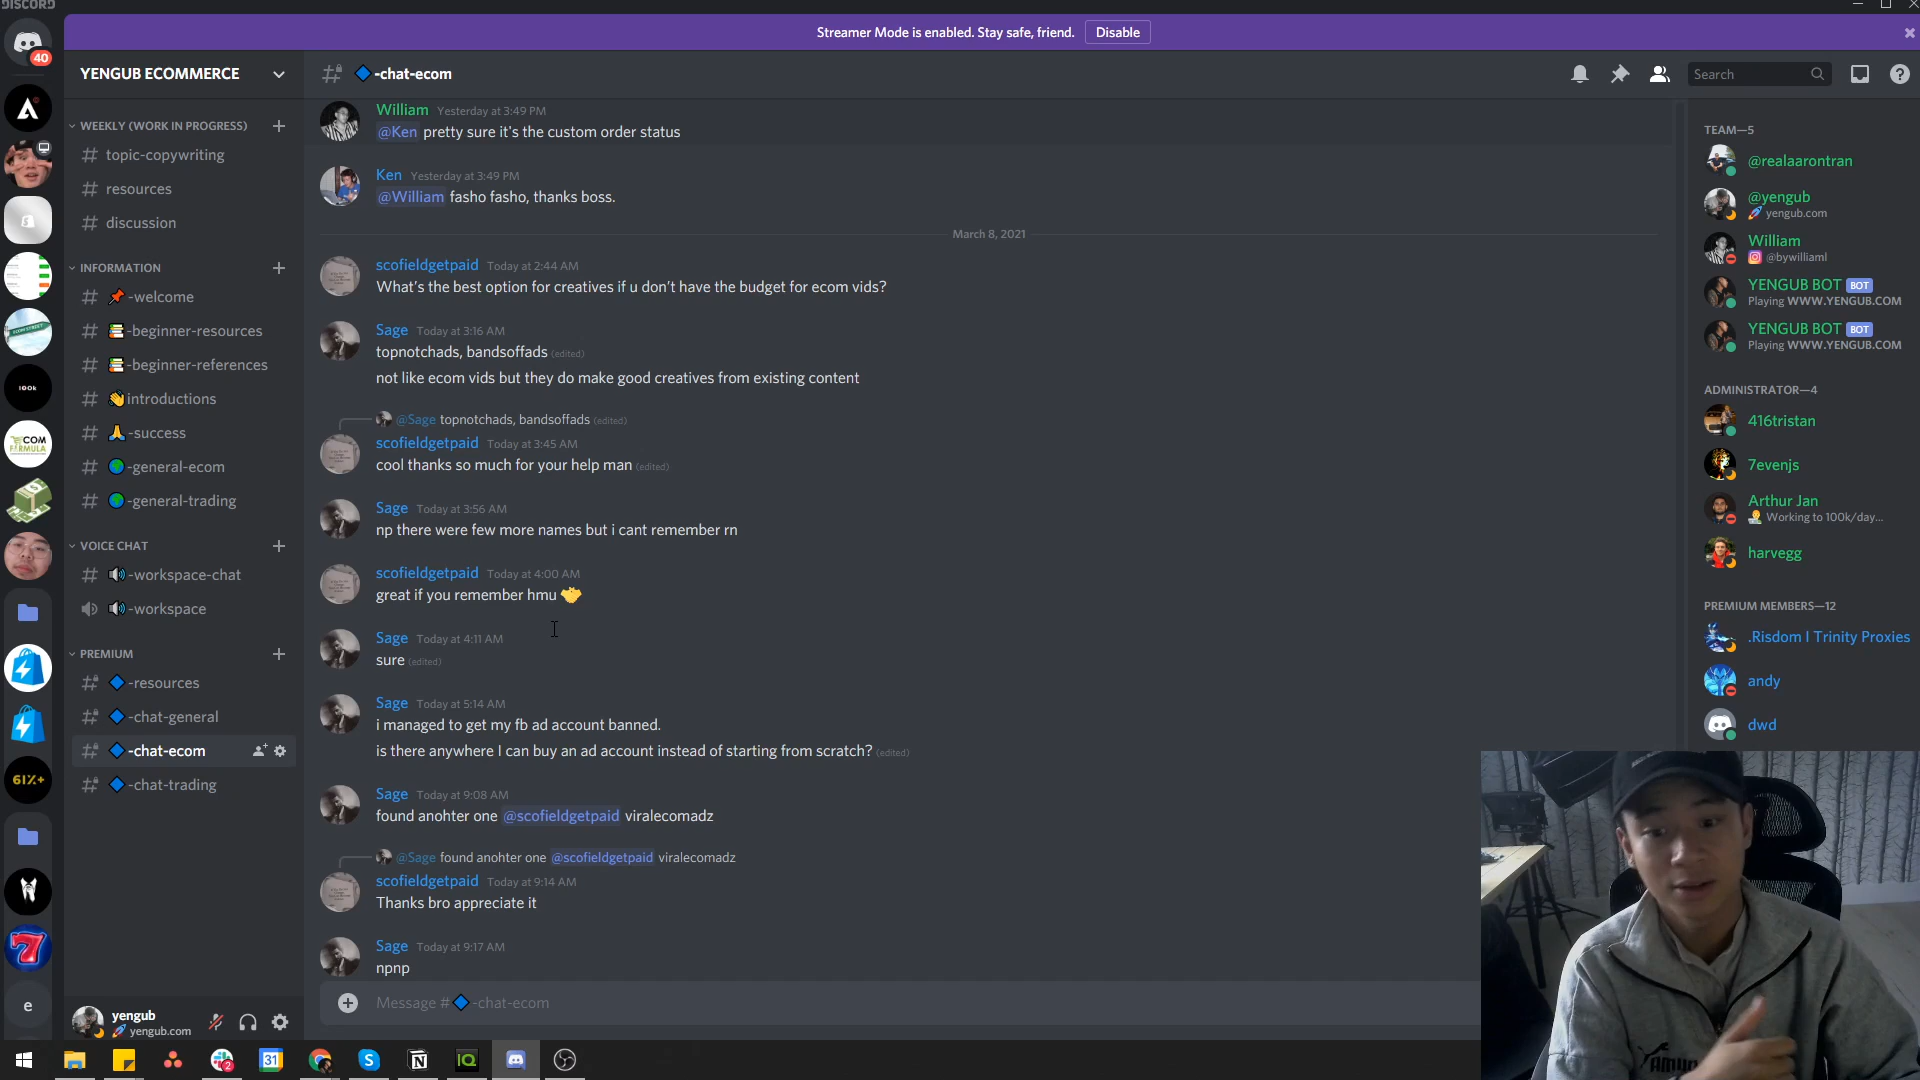 DISCORD
Streamer Mode is enabled. Stay safe, friend.
Disable
40
YENGUB ECOMMERCE
WEEKLY (WORK IN PROGRESS)
topic-copywriting
resources
discussion
INFORMATION
-welcome
-beginner-resources
-beginner-references
introductions
-success
-general-ecom
-general-trading
VOICE CHAT
-workspace-chat
-workspace
PREMIUM
-resources
-chat-general
-chat-ecom
-chat-trading
yengub
yengub.com
100k
ECOM
FORMULA
61X+
e
-chat-ecom
Search
William Yesterday at 3:49 PM
@Ken pretty sure it's the custom order status
Ken Yesterday at 3:49 PM
@William fasho fasho, thanks boss.
March 8, 2021
scofieldgetpaid Today at 2:44 AM
What's the best option for creatives if u don't have the budget for ecom vids?
Sage Today at 3:16 AM
topnotchads, bandsoffads (edited)
not like ecom vids but they do make good creatives from existing content
@Sage topnotchads, bandsoffads (edited)
scofieldgetpaid Today at 3:45 AM
cool thanks so much for your help man (edited)
Sage Today at 3:56 AM
np there were few more names but i cant remember rn
scofieldgetpaid Today at 4:00 AM
great if you remember hmu
Sage Today at 4:11 AM
sure (edited)
Sage Today at 5:14 AM
i managed to get my fb ad account banned.
is there anywhere I can buy an ad account instead of starting from scratch? (edited)
Sage Today at 9:08 AM
found anohter one @scofieldgetpaid viralecomadz
@Sage found anohter one @scofieldgetpaid viralecomadz
scofieldgetpaid Today at 9:14 AM
Thanks bro appreciate it
Sage Today at 9:17 AM
npnp
Message # -chat-ecom
TEAM—5
@realaarontran
@yengub
yengub.com
William
@bywilliaml
YENGUB BOT BOT
Playing WWW.YENGUB.COM
YENGUB BOT BOT
Playing WWW.YENGUB.COM
ADMINISTRATOR—4
416tristan
7evenjs
Arthur Jan
Working to 100k/day...
harvegg
PREMIUM MEMBERS—12
.Risdom I Trinity Proxies
andy
dwd
2
31
IQ